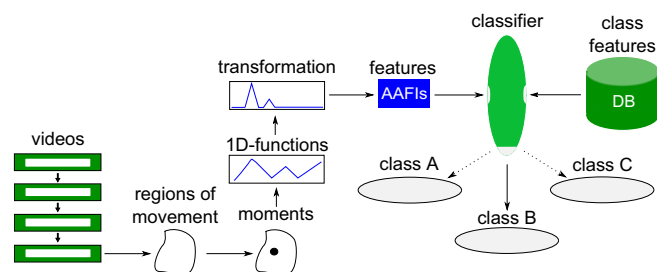 videos
regions of
movement
moments
1D-functions
transformation
features
AAFIs
classifier
class
features
DB
class A
class B
class C